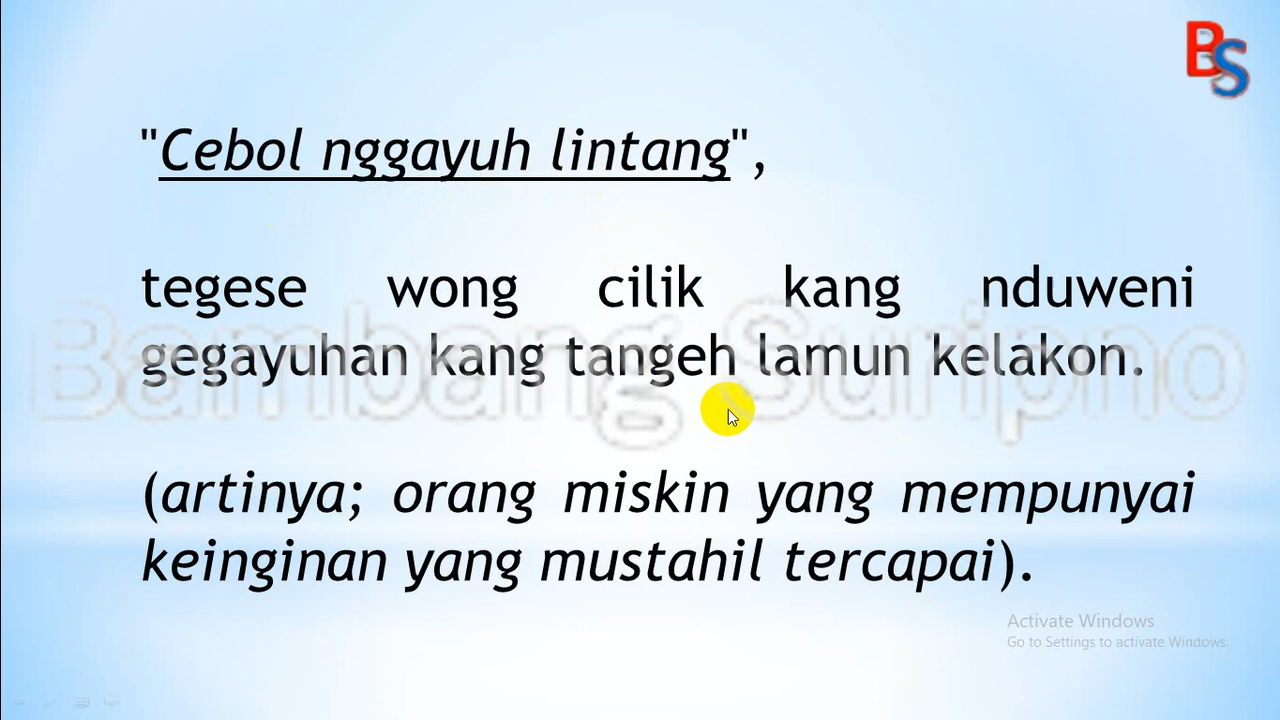 BS
"Cebol nggayuh lintang",
tegese wong cilik kang nduweni
gegayuhan kang tangeh lamun kelakon.
Bambang Suripno
(artinya; orang miskin yang mempunyai
keinginan yang mustahil tercapai).
Activate Windows
Go to Settings to activate Windows.